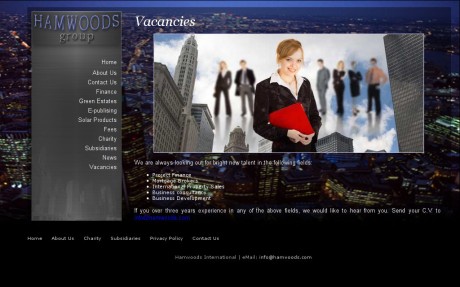 HAMWOODS
group
Home
About Us
Contact Us
Finance
Green Estates
E-publising
Solar Products
Fees
Charity
Subsidiaries
News
Vacancies
Vacancies
We are always looking out for bright new talent in the following fields:
Project Finance
Mortgage Brokers
International Property Sales
Business consultancy
Business Development
If you over three years experience in any of the above fields, we would like to hear from you. Send your C.V. to
Home About Us Charity Subsidiaries Privacy Policy Contact Us
Hamwoods International | eMail: info@hamwoods.com